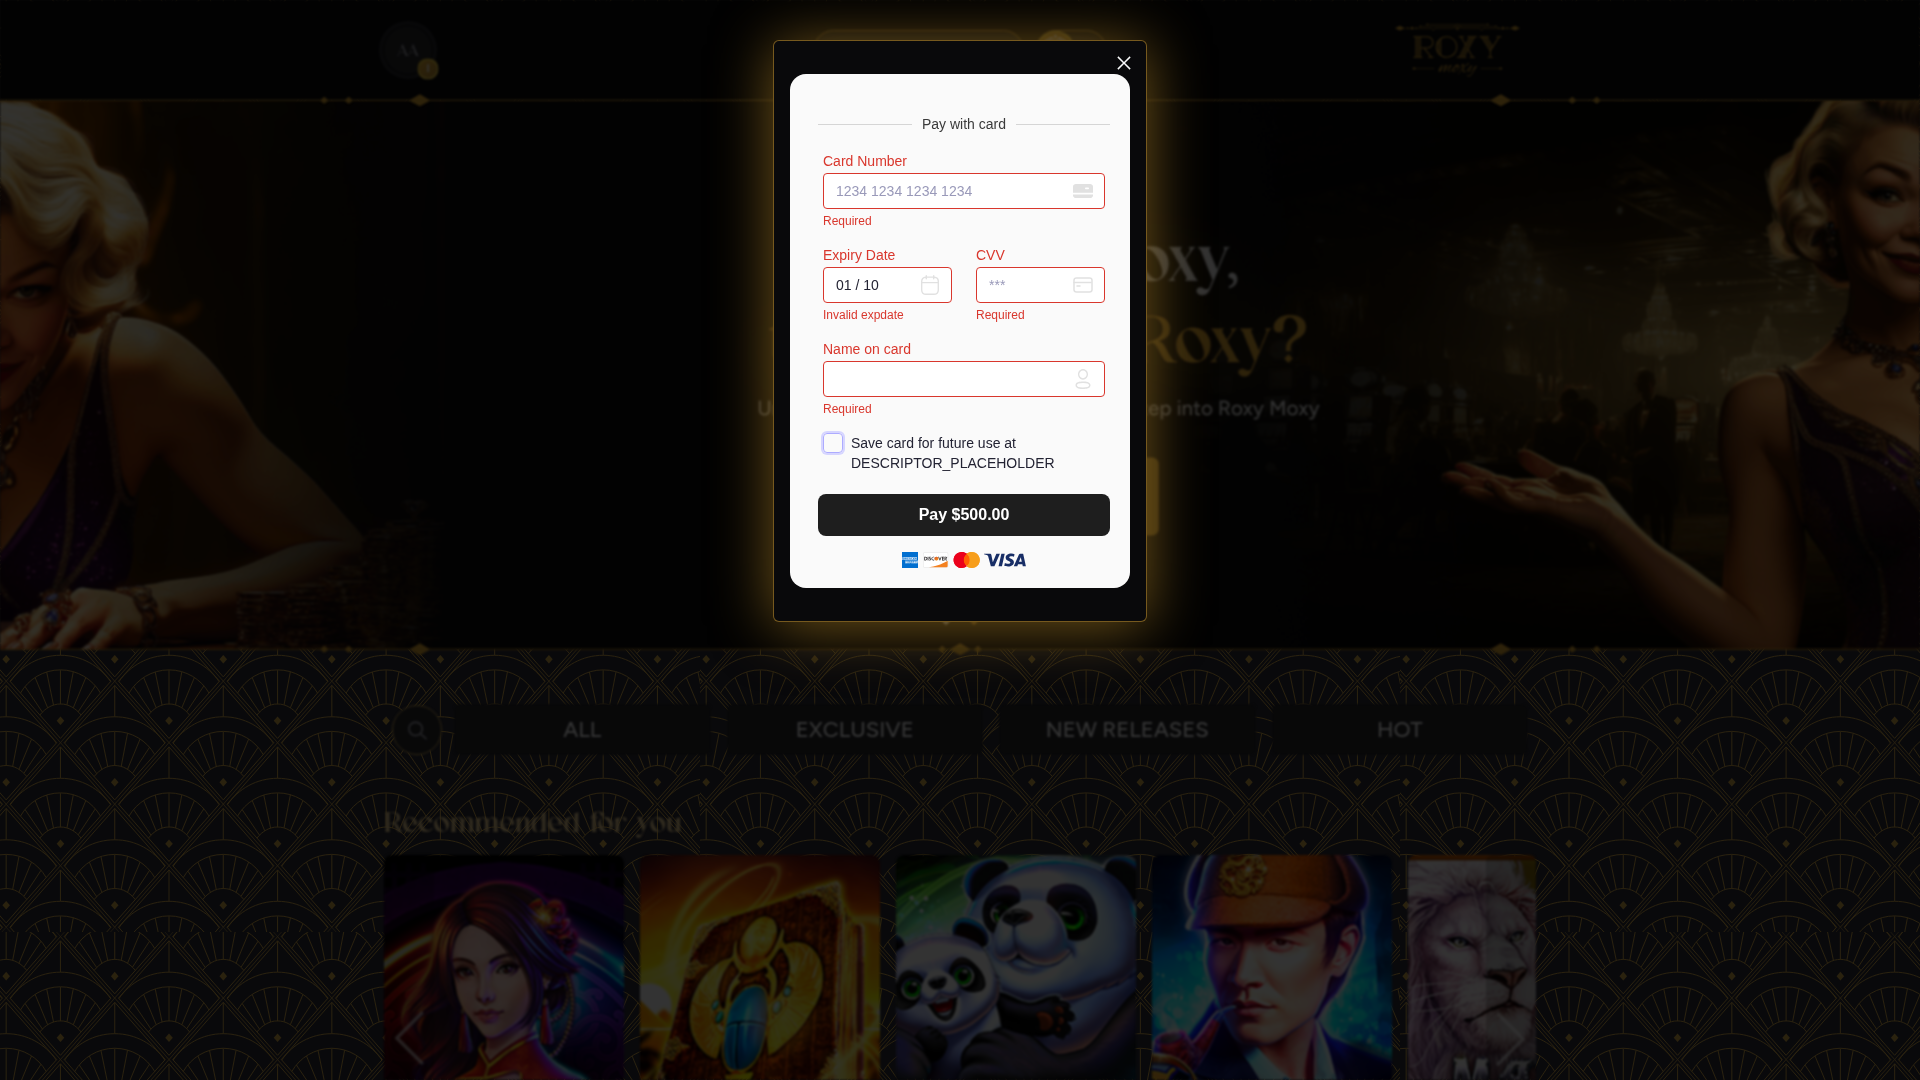 AA
ROXY
moxy
Pay with card
Card Number
1234 1234 1234 1234
Required
Expiry Date
CVV
01 / 10
***
Invalid expdate
Required
Name on card
Required
Save card for future use at
DESCRIPTOR_PLACEHOLDER
Pay $500.00
DISCOVER
VISA
oxy,
Roxy?
U
ep into Roxy Moxy
ALL
EXCLUSIVE
NEW RELEASES
HOT
Recommended for you